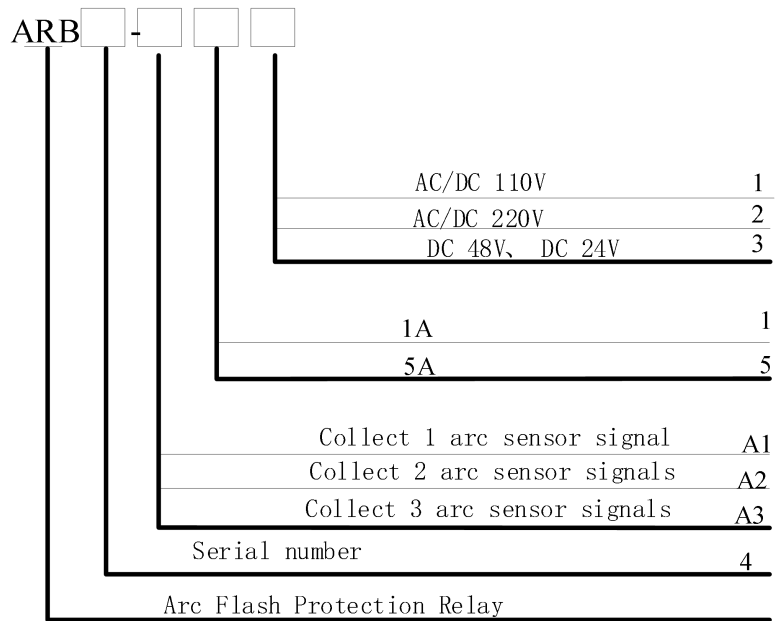 ARB -
AC/DC 110V 1
AC/DC 220V 2
DC 48V、 DC 24V 3
1A 1
5A 5
Collect 1 arc sensor signal A1
Collect 2 arc sensor signals A2
Collect 3 arc sensor signals A3
Serial number 4
Arc Flash Protection Relay